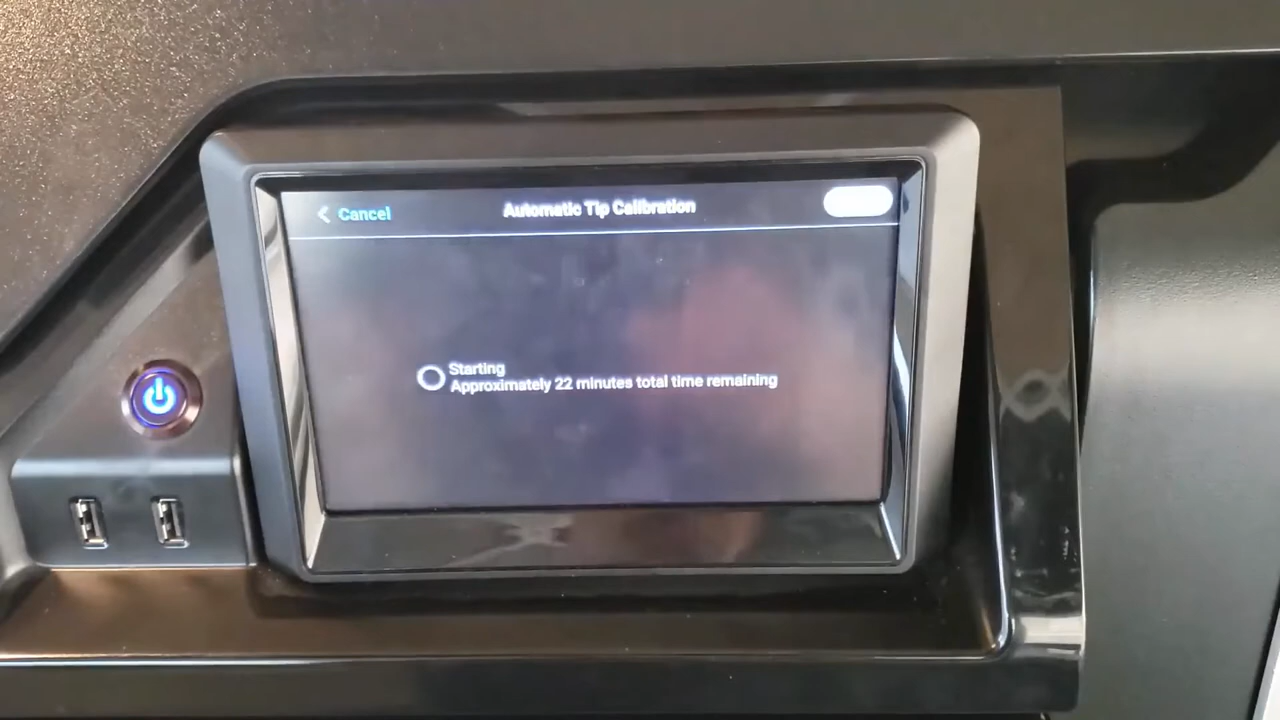 Cancel
Automatic Tip Calibration
Starting
Approximately 22 minutes total time remaining